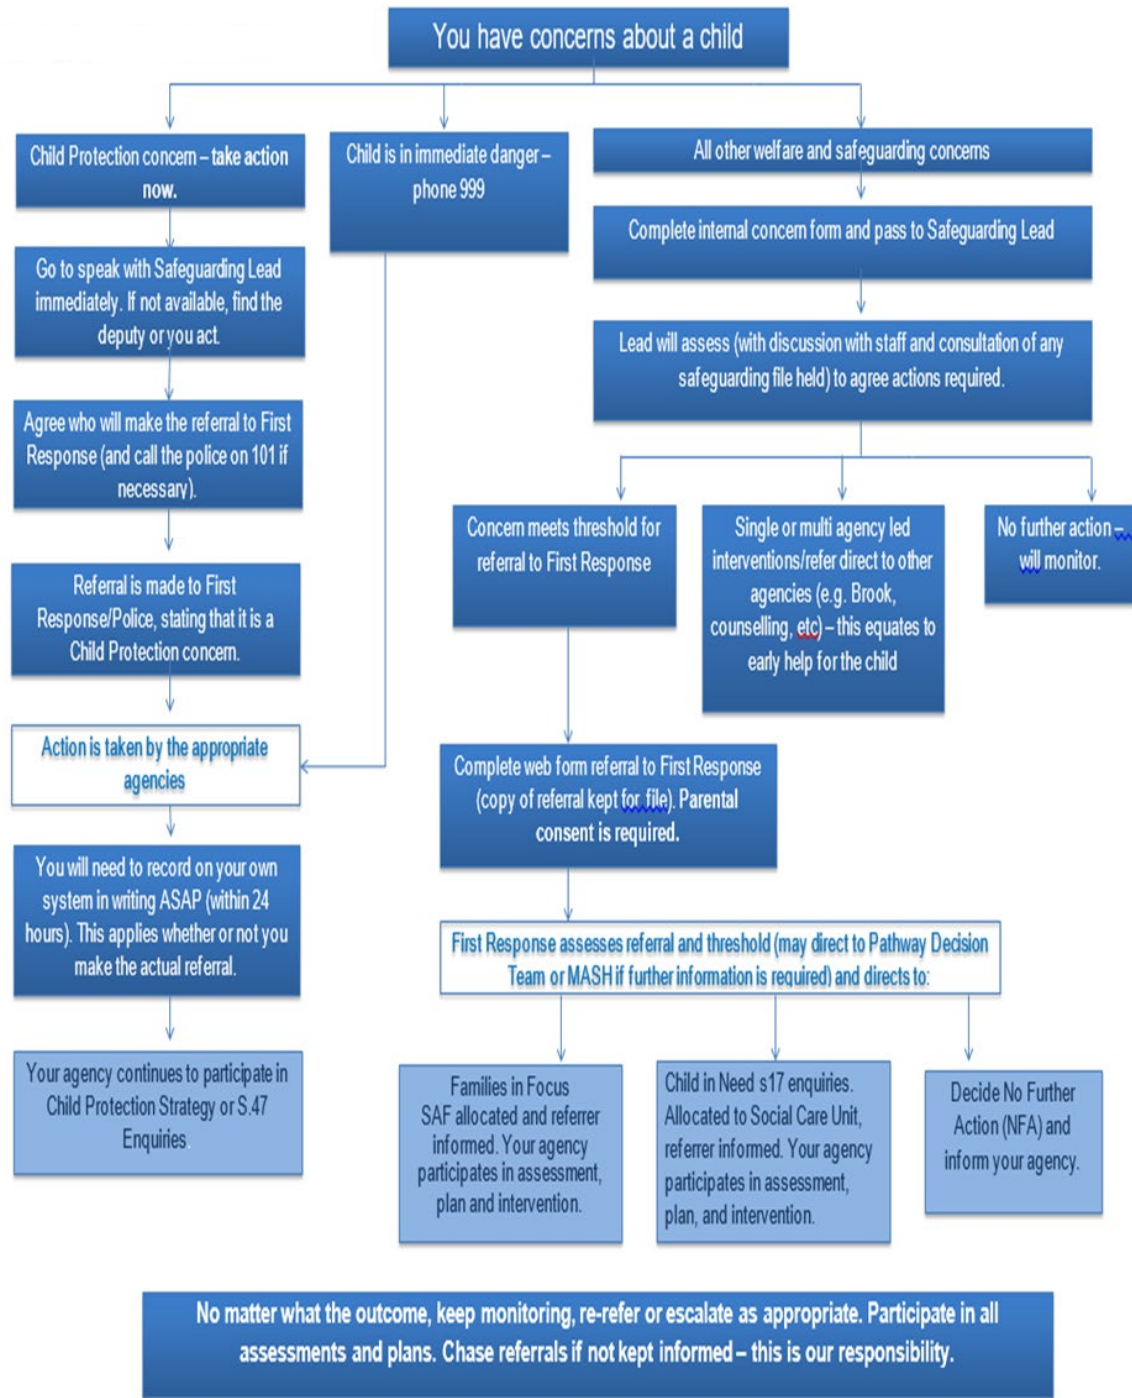 You have concerns about a child
Child Protection concern – take action
now.
Child is in immediate danger –
phone 999
All other welfare and safeguarding concerns
Go to speak with Safeguarding Lead
immediately. If not available, find the
deputy or you act.
Complete internal concern form and pass to Safeguarding Lead
Lead will assess (with discussion with staff and consultation of any
safeguarding file held) to agree actions required.
Agree who will make the referral to First
Response (and call the police on 101 if
necessary).
Concern meets threshold for
referral to First Response
Single or multi agency led
interventions/refer direct to other
agencies (e.g. Brook,
counselling, etc) – this equates to
early help for the child
No further action –
will monitor.
Referral is made to First
Response/Police, stating that it is a
Child Protection concern.
Action is taken by the appropriate
agencies
Complete web form referral to First Response
(copy of referral kept for file). Parental
consent is required.
You will need to record on your own
system in writing ASAP (within 24
hours). This applies whether or not you
make the actual referral.
First Response assesses referral and threshold (may direct to Pathway Decision
Team or MASH if further information is required) and directs to:
Your agency continues to participate in
Child Protection Strategy or S.47
Enquiries.
Families in Focus
SAF allocated and referrer
informed. Your agency
participates in assessment,
plan and intervention.
Child in Need s17 enquiries.
Allocated to Social Care Unit,
referrer informed. Your agency
participates in assessment,
plan, and intervention.
Decide No Further
Action (NFA) and
inform your agency.
No matter what the outcome, keep monitoring, re-refer or escalate as appropriate. Participate in all
assessments and plans. Chase referrals if not kept informed – this is our responsibility.